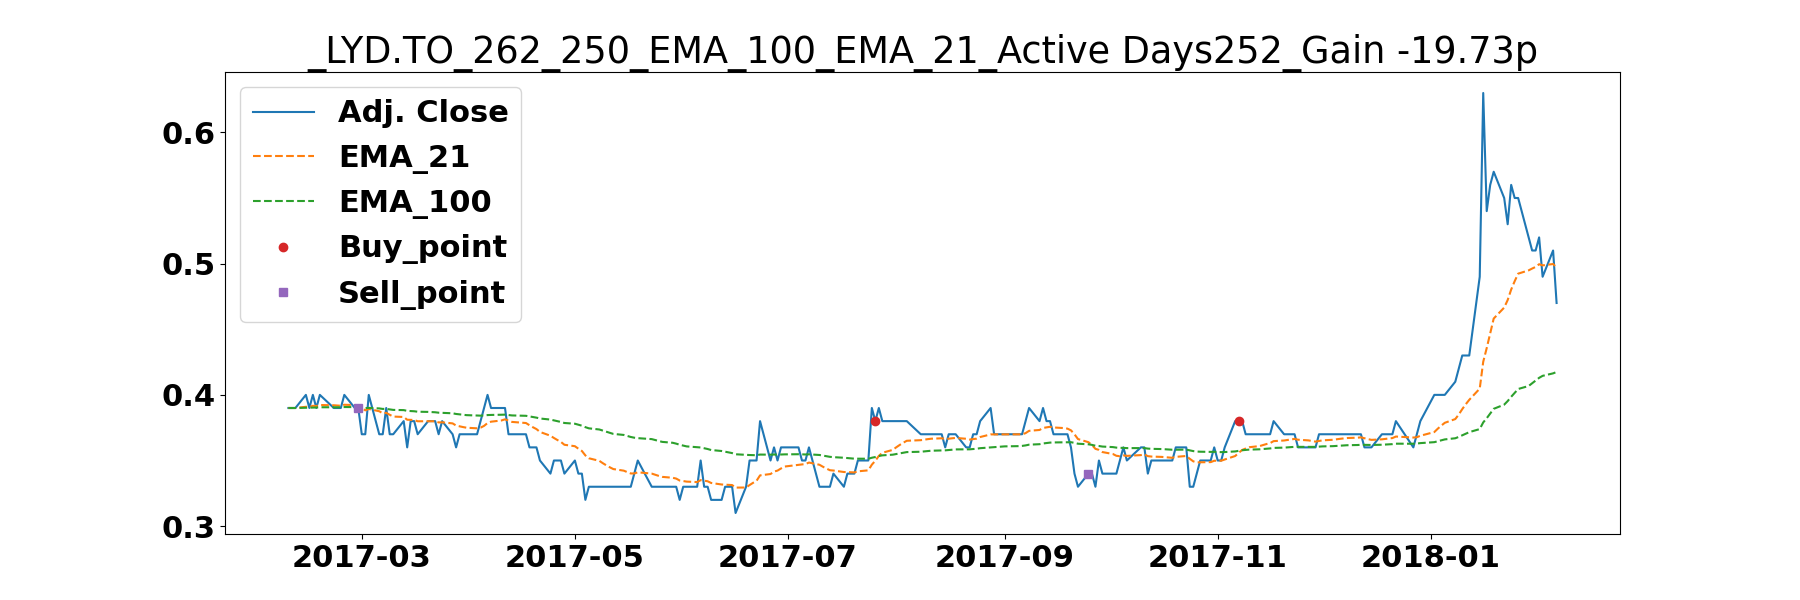 _LYD.TO_262_250_EMA_100_EMA_21_Active Days252_Gain -19.73p
Adj. Close
EMA_21
EMA_100
Buy_point
Sell_point
0.6
0.5
0.4
0.3
2017-03 2017-05 2017-07 2017-09 2017-11 2018-01